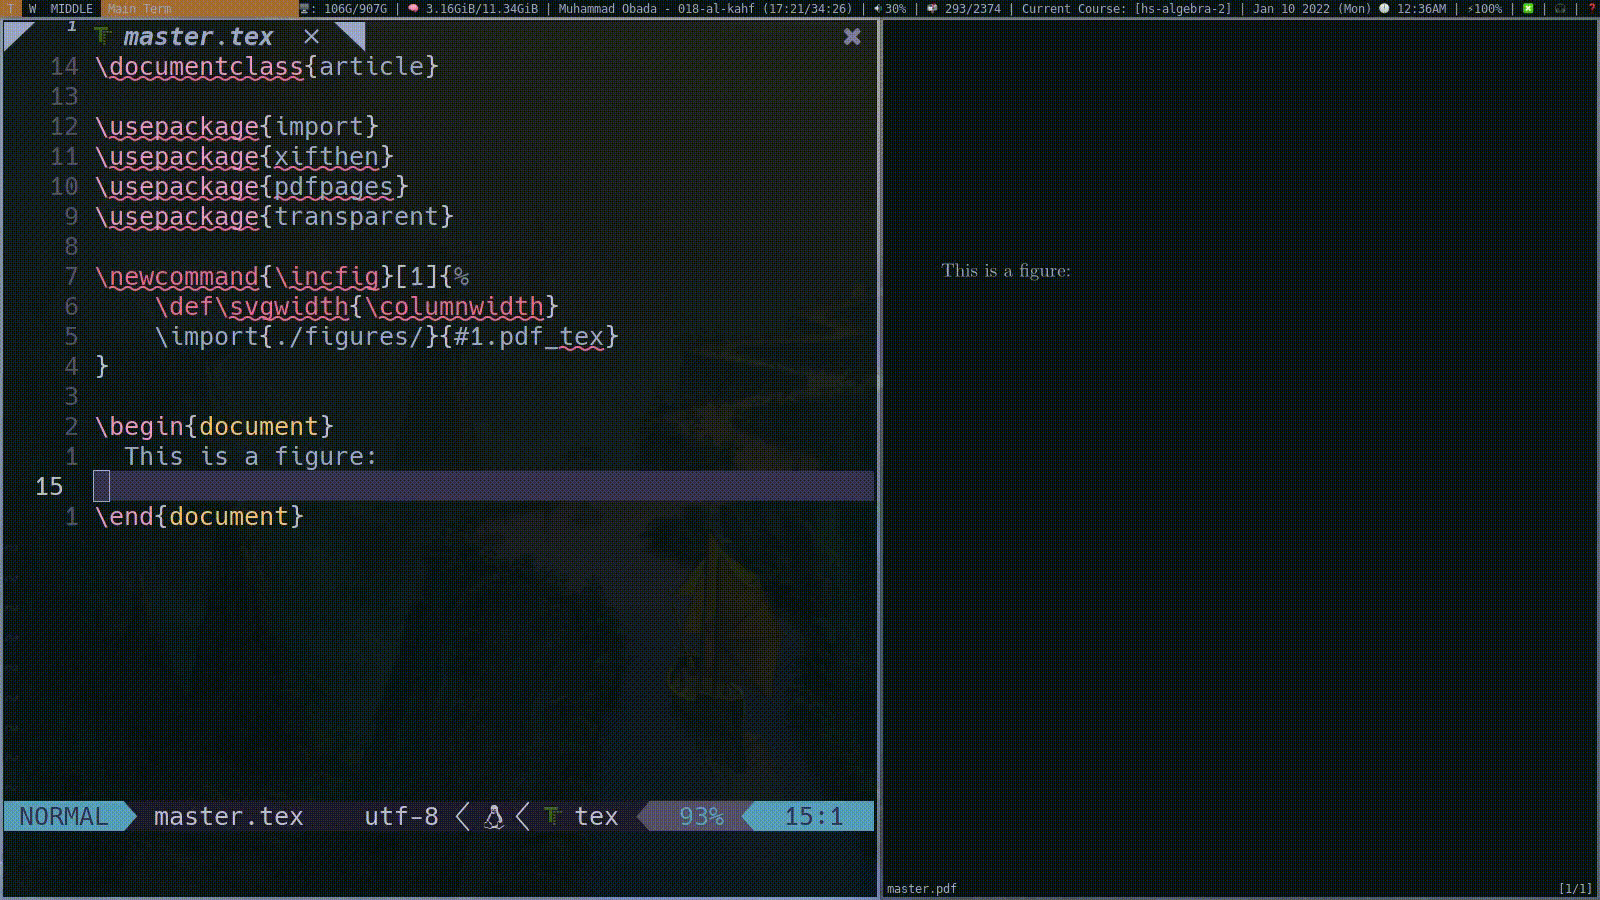 T W MIDDLE Main Term : 106G/907G | 3.16GiB/11.34GiB | Muhammad Obada - 018-al-kahf (17:21/34:26) | 30% | 293/2374 | Current Course: [hs-algebra-2] | Jan 10 2022 (Mon) 12:36AM | ⚡100% | | | ?
1 master.tex × ✖
14 \documentclass{article}
13
12 \usepackage{import}
11 \usepackage{xifthen}
10 \usepackage{pdfpages}
9 \usepackage{transparent}
8
7 \newcommand{\incfig}[1]{%
6 \def\svgwidth{\columnwidth}
5 \import{./figures/}{#1.pdf_tex}
4 }
3
2 \begin{document}
1 This is a figure:
15
1 \end{document}
NORMAL master.tex utf-8 tex 93% 15:1
This is a figure:
master.pdf [1/1]